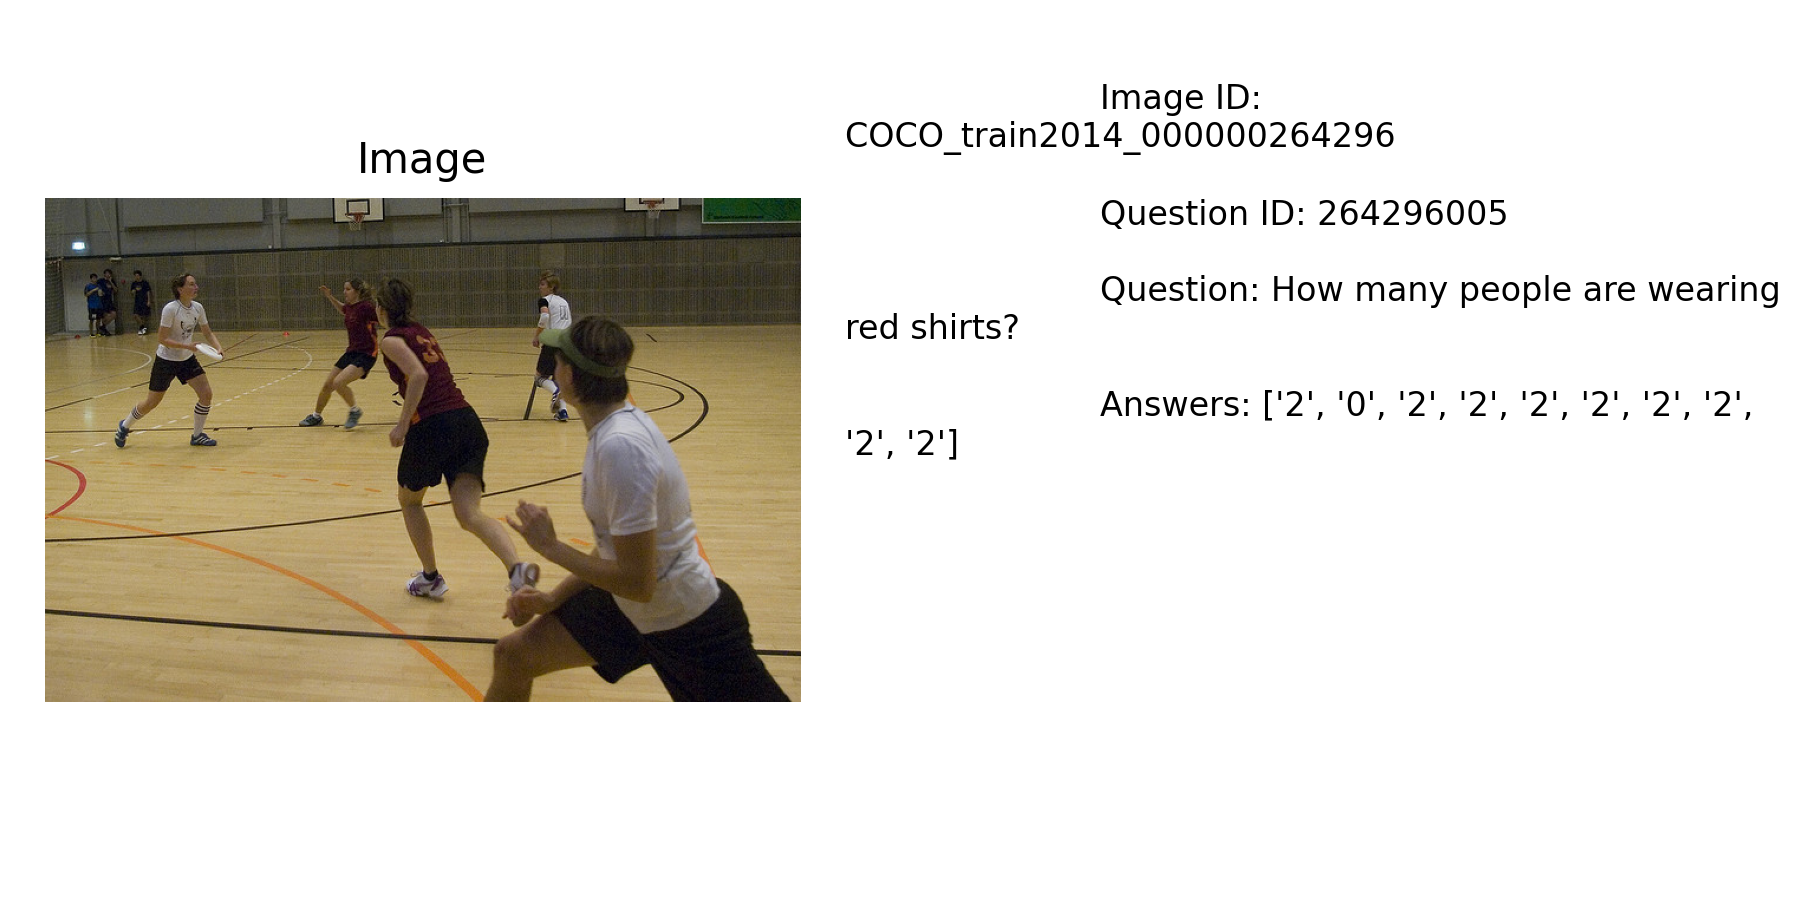 Image
Image ID:
COCO_train2014_000000264296
Question ID: 264296005
Question: How many people are wearing
red shirts?
Answers: ['2', '0', '2', '2', '2', '2', '2', '2',
'2', '2']